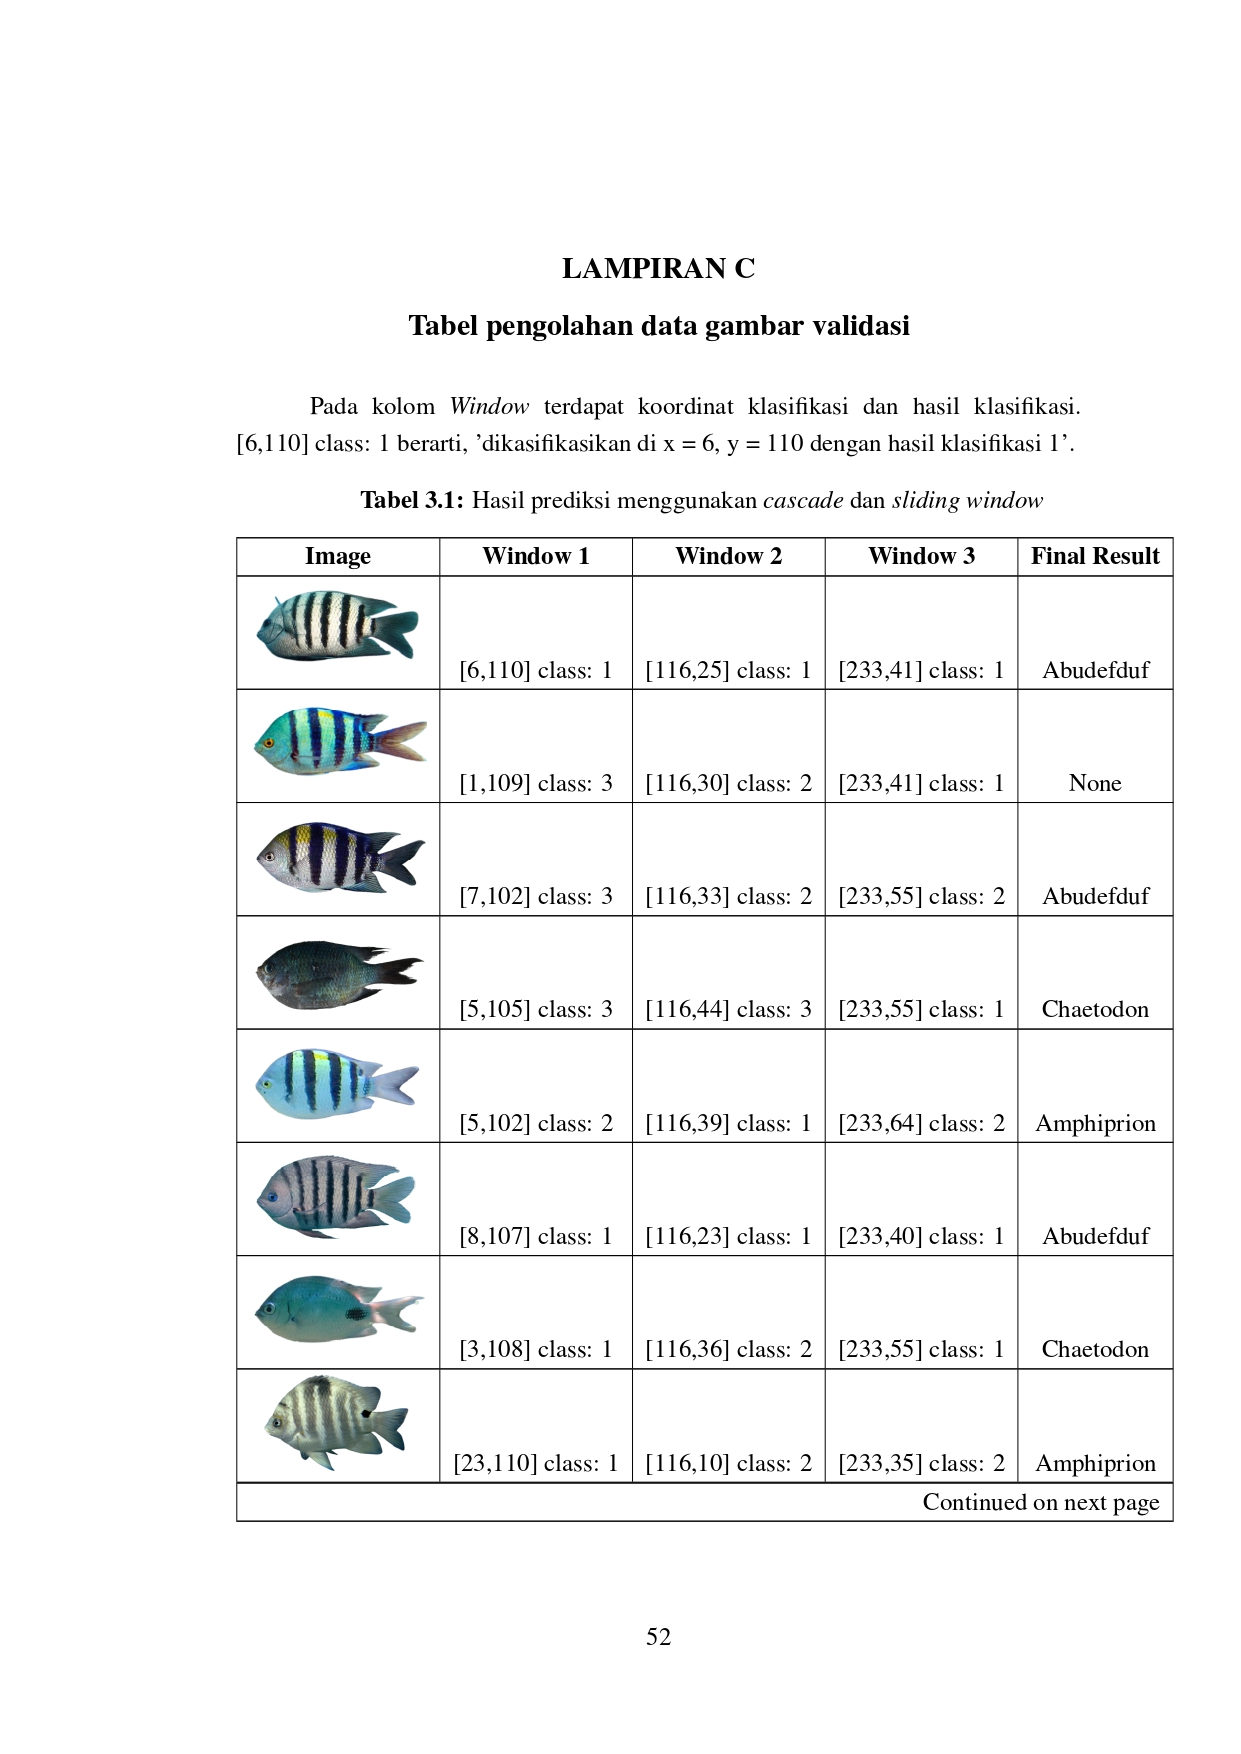 LAMPIRAN C
Tabel pengolahan data gambar validasi
Pada kolom Window terdapat koordinat klasifikasi dan hasil klasifikasi.
[6,110] class: 1 berarti, ’dikasifikasikan di x = 6, y = 110 dengan hasil klasifikasi 1’.
Tabel 3.1: Hasil prediksi menggunakan cascade dan sliding window
Image Window 1 Window 2 Window 3 Final Result
[6,110] class: 1 [116,25] class: 1 [233,41] class: 1 Abudefduf
[1,109] class: 3 [116,30] class: 2 [233,41] class: 1 None
[7,102] class: 3 [116,33] class: 2 [233,55] class: 2 Abudefduf
[5,105] class: 3 [116,44] class: 3 [233,55] class: 1 Chaetodon
[5,102] class: 2 [116,39] class: 1 [233,64] class: 2 Amphiprion
[8,107] class: 1 [116,23] class: 1 [233,40] class: 1 Abudefduf
[3,108] class: 1 [116,36] class: 2 [233,55] class: 1 Chaetodon
[23,110] class: 1 [116,10] class: 2 [233,35] class: 2 Amphiprion
Continued on next page
52